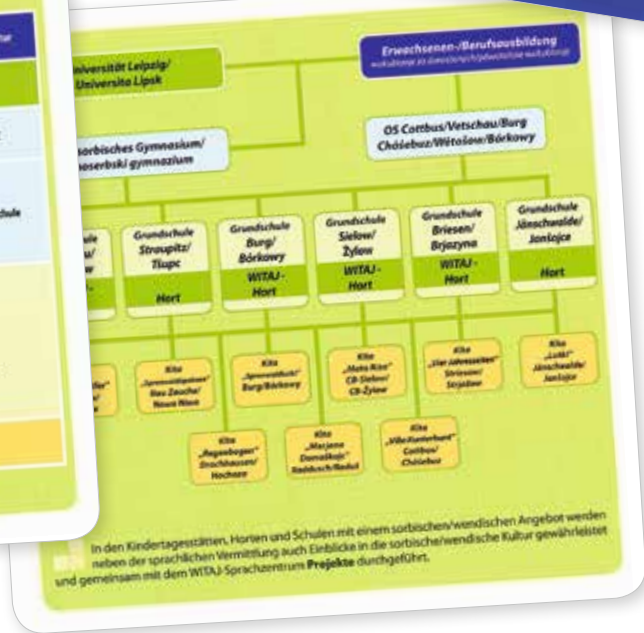 Universität Leipzig/
Universita Lipsk
Erwachsenen-/Berufsausbildung
sorbisches Gymnasium/
serbski gymnazium
OS Cottbus/Vetschau/Burg
Chóśebuz/Wětošow/Bórkowy
Grundschule
Straupitz/
Tšupc
Hort
Grundschule
Burg/
Bórkowy
WITAJ-
Hort
Grundschule
Sielow/
Žylow
WITAJ-
Hort
Grundschule
Briesen/
Brjazyna
WITAJ-
Hort
Grundschule
Jänschwalde/
Janšojce
Hort
Kita
Neu Zauche/
Kita
Burg/Bórkowy
Kita
„Mato Rizo“
CB-Sielow/
CB-Žylow
Kita
„Vier Jahreszeiten“
Striesow/
Strjažow
Kita
„Lutki“
Jänschwalde/
Janšojce
Kita
„Regenbogen“
Drachhausen/
Hochoza
Kita
„Marjana
Domaškojc“
Raddusch/Raduš
Kita
„Villa Kunterbunt“
Cottbus/
Chóśebuz
In den Kindertagesstätten, Horten und Schulen mit einem sorbischen/wendischen Angebot werden
neben der sprachlichen Vermittlung auch Einblicke in die sorbische/wendische Kultur gewährleistet
und gemeinsam mit dem WITAJ-Sprachzentrum Projekte durchgeführt.